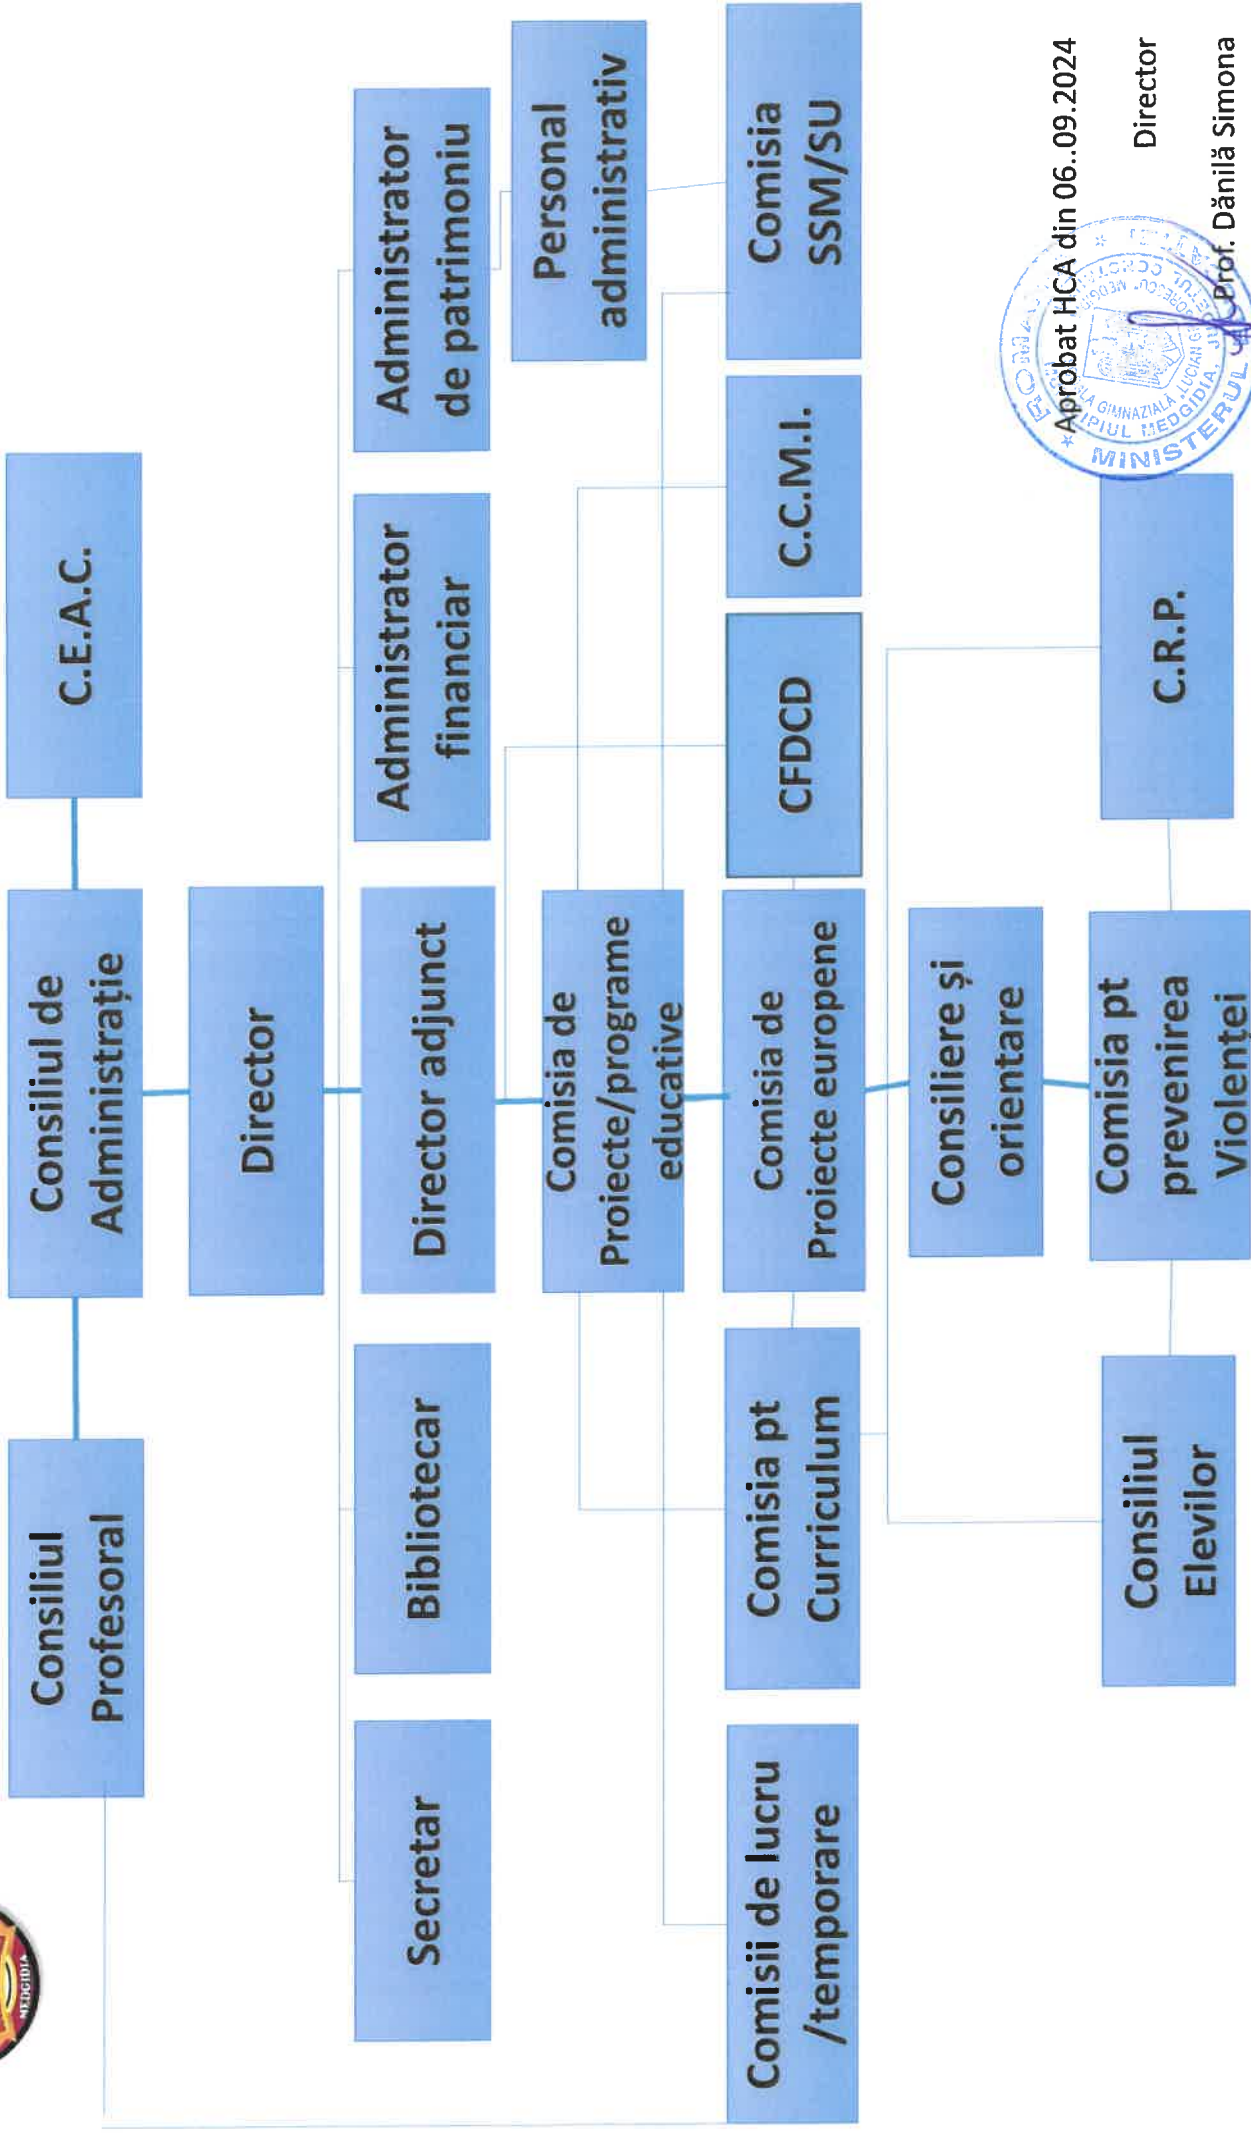 MEDGIDIA
Consiliul
Profesoral
Consiliul de
Administrație
C.E.A.C.
Director
Secretar
Bibliotecar
Director adjunct
Administrator
financiar
Administrator
de patrimoniu
Personal
administrativ
Comisia de
Proiecte/programe
educative
Comisii de lucru
/temporare
Comisia pt
Curriculum
Comisia de
Proiecte europene
CFDCD
C.C.M.I.
Comisia
SSM/SU
Consiliere și
orientare
Consiliul
Elevilor
Comisia pt
prevenirea
Violenței
C.R.P.
Aprobat HCA din 06..09.2024
Director
Prof. Dănilă Simona
MINISTERUL
GIMNAZIALĂ
MEDGIDIA,